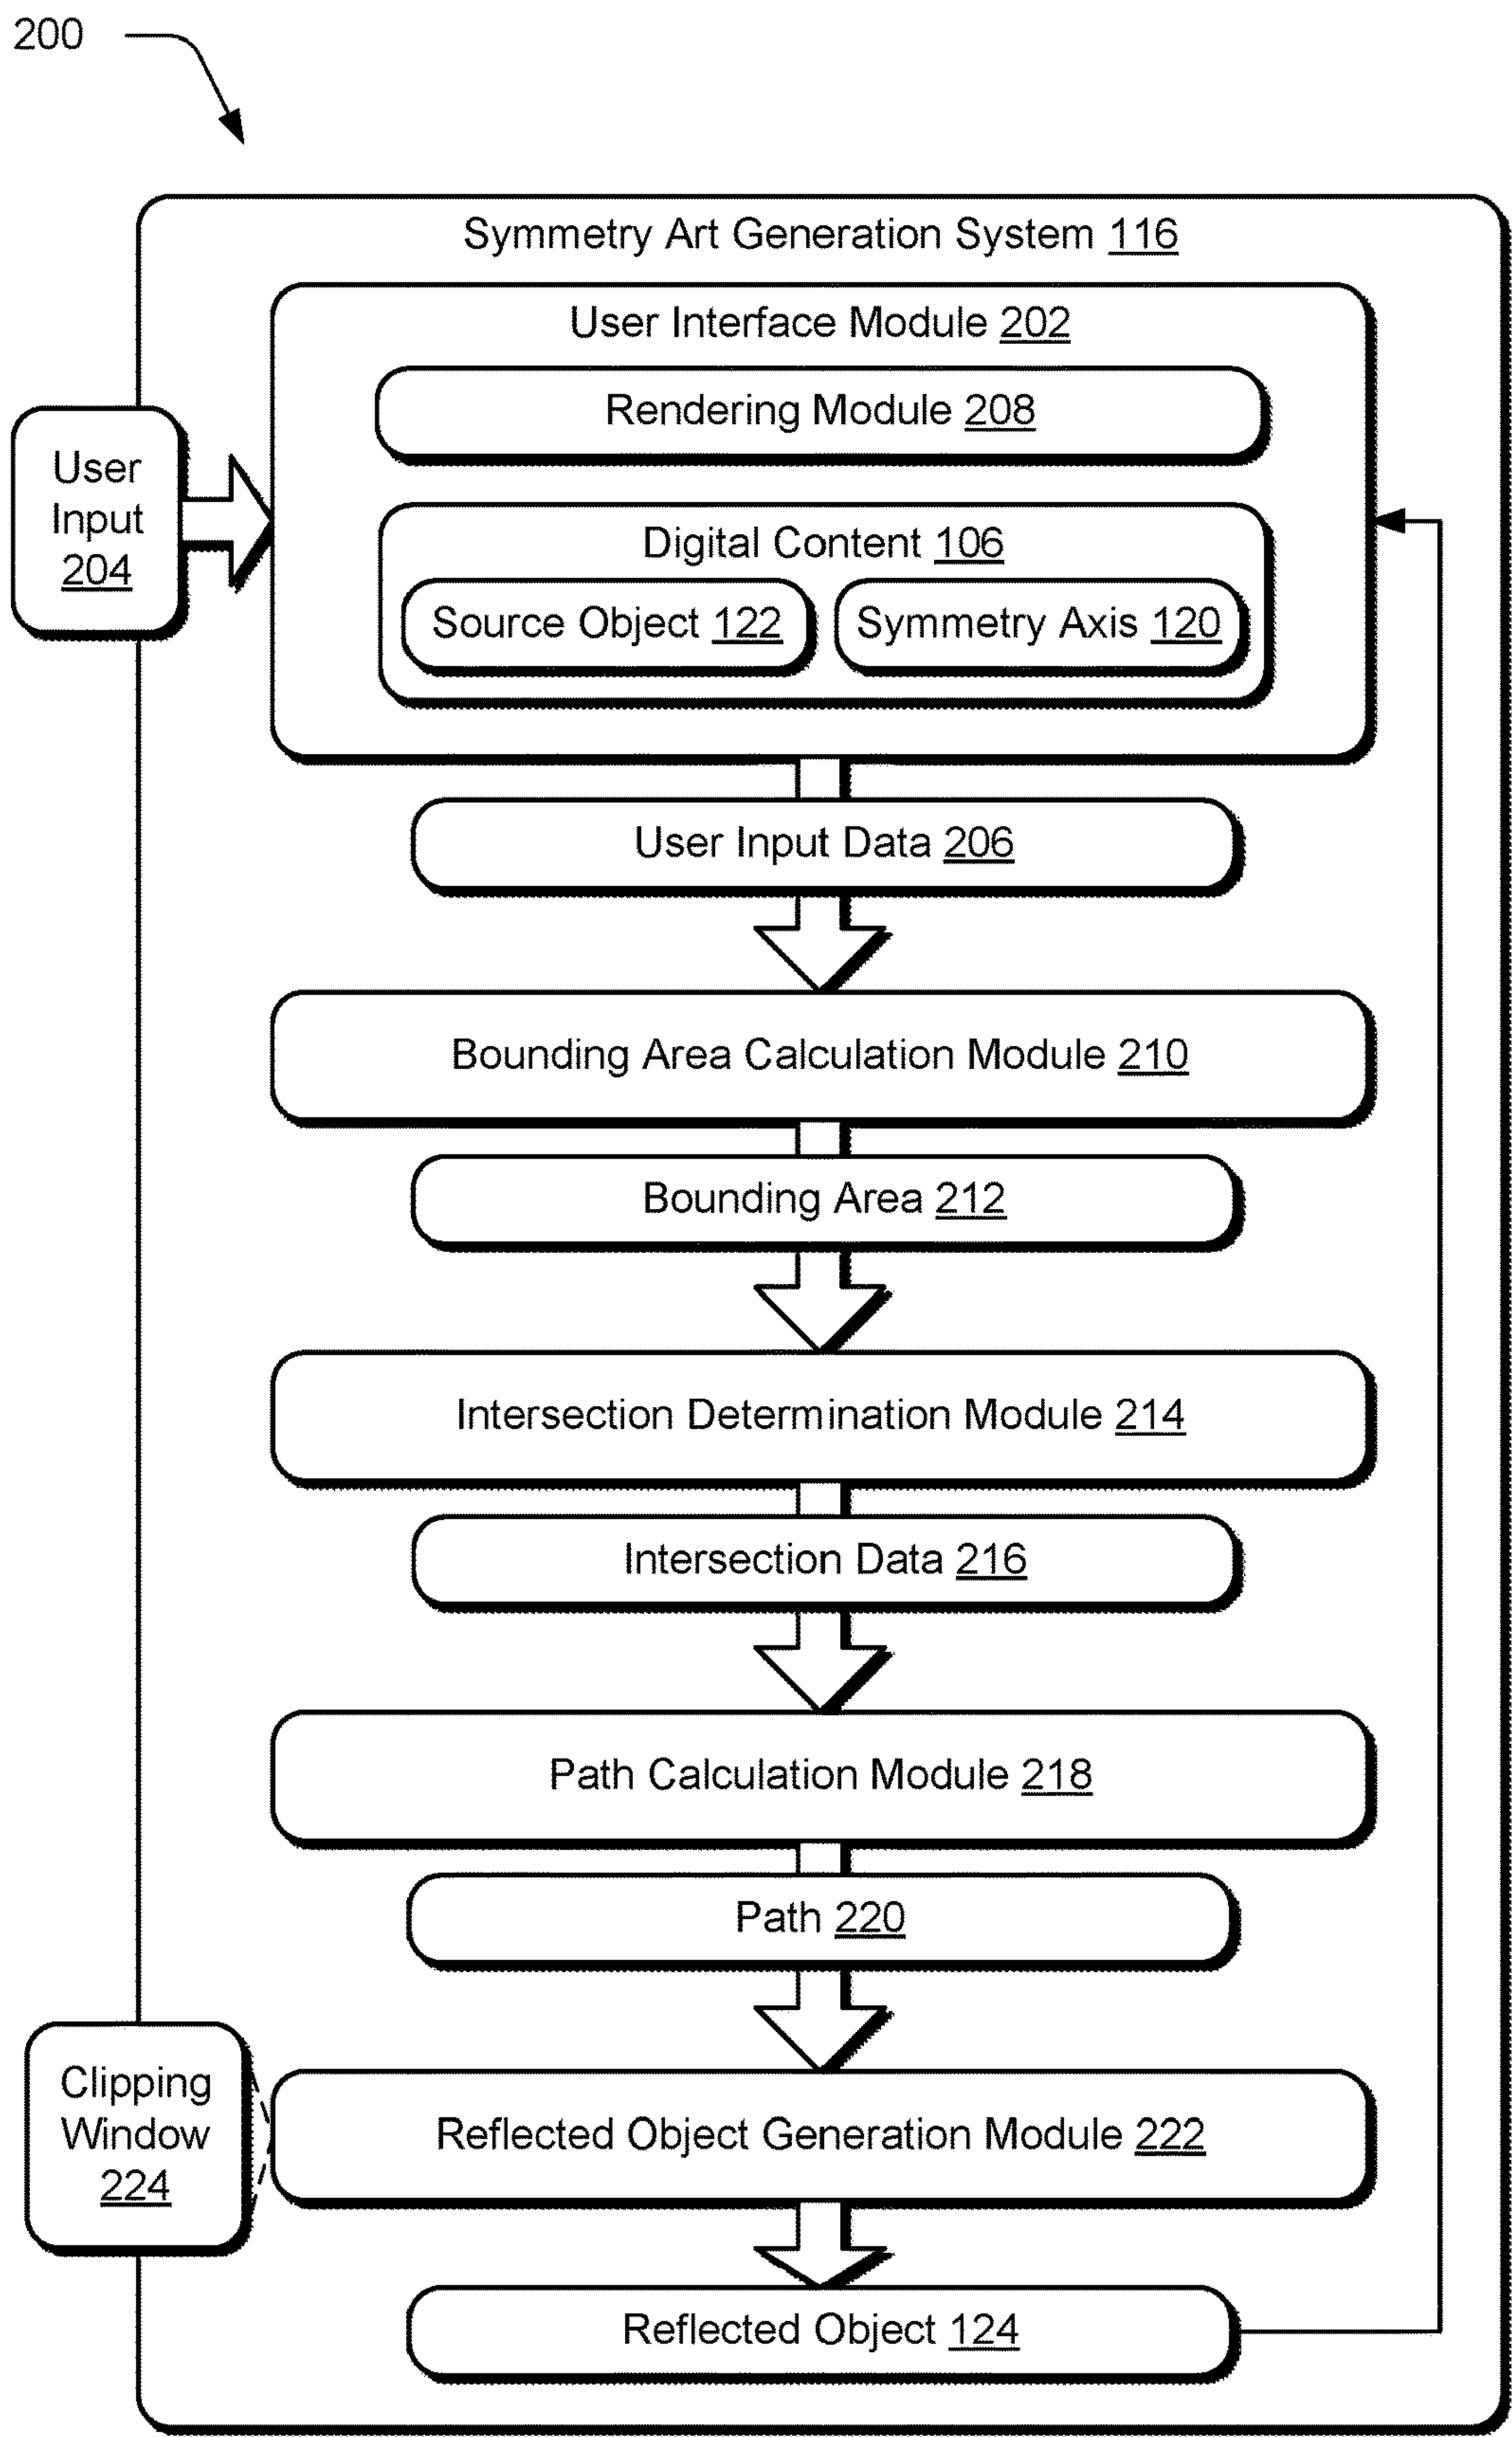 200
Symmetry Art Generation System 116
User Interface Module 202
Rendering Module 208
User
Input
204
Digital Content 106
Source Object 122
Symmetry Axis 120
User Input Data 206
Bounding Area Calculation Module 210
Bounding Area 212
Intersection Determination Module 214
Intersection Data 216
Path Calculation Module 218
Path 220
Clipping
Window
224
Reflected Object Generation Module 222
Reflected Object 124